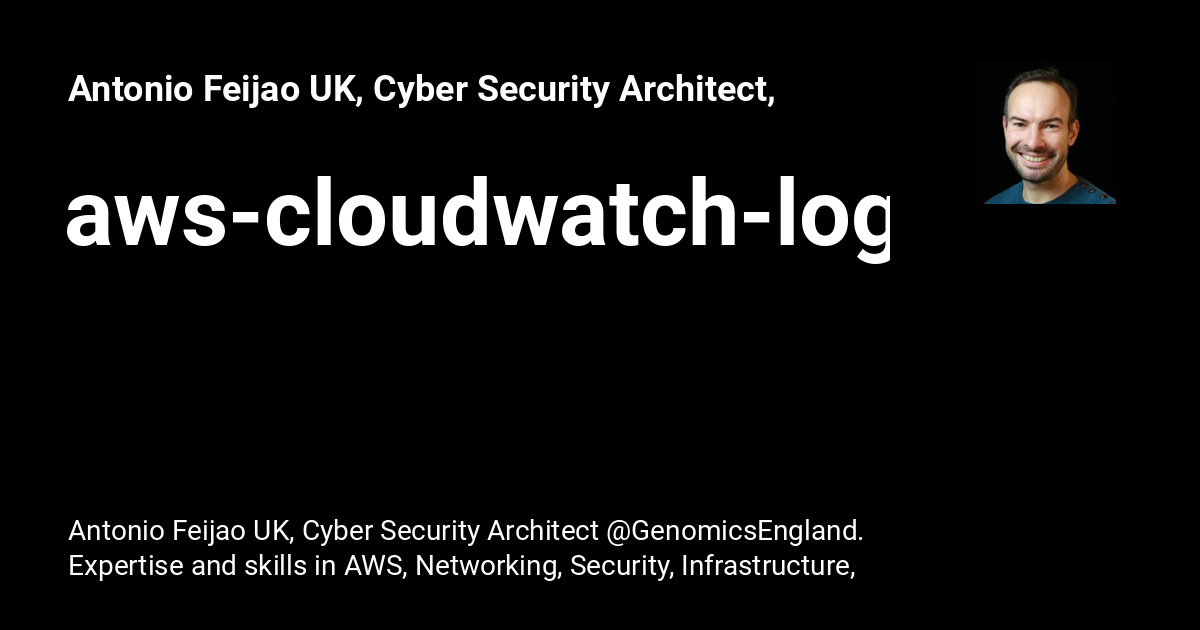 Antonio Feijao UK, Cyber Security Architect,
aws-cloudwatch-log
Antonio Feijao UK, Cyber Security Architect @GenomicsEngland.
Expertise and skills in AWS, Networking, Security, Infrastructure,